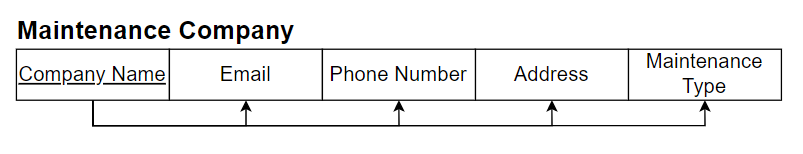 Maintenance Company
Company Name Email Phone Number Address Maintenance
Type